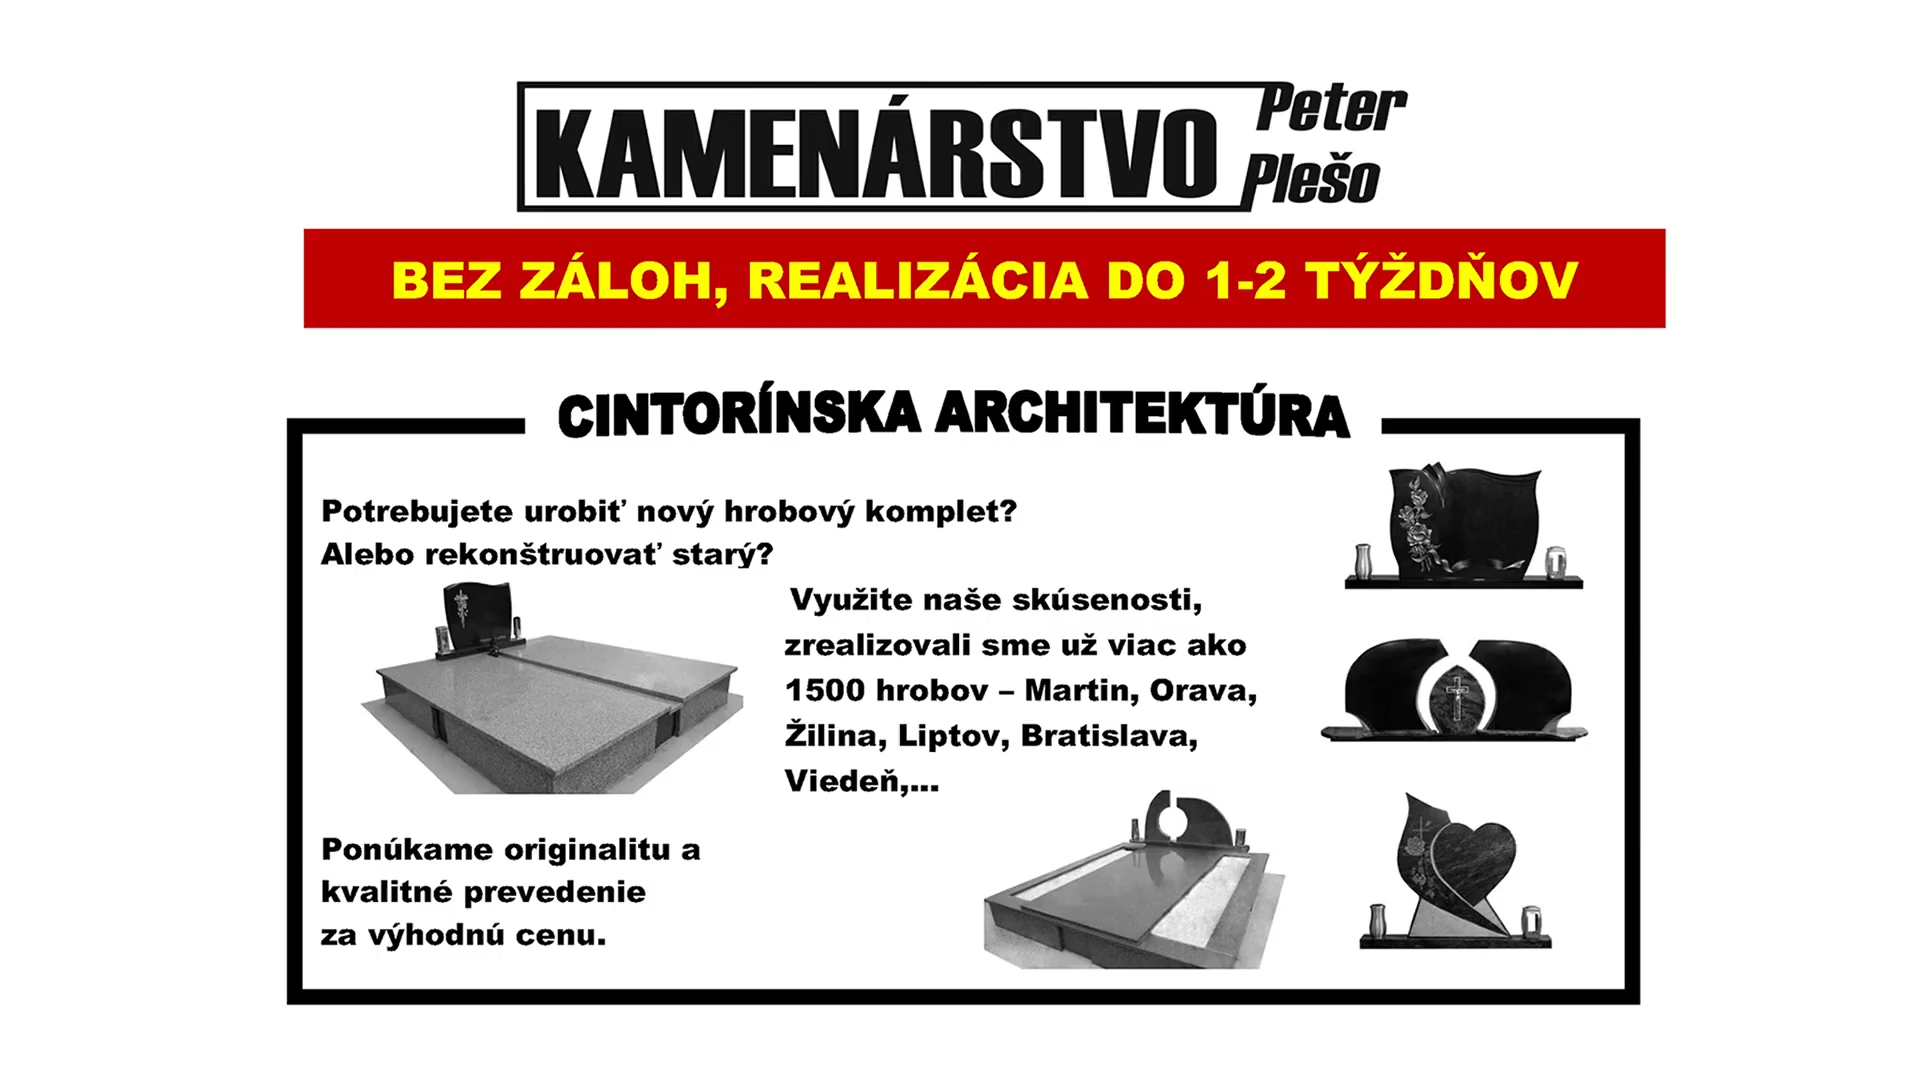 KAMENÁRSTVO Peter
Plešo
BEZ ZÁLOH, REALIZÁCIA DO 1-2 TÝŽDŇOV
CINTORÍNSKA ARCHITEKTÚRA
Potrebujete urobiť nový hrobový komplet?
Alebo rekonštruovať starý?
Využite naše skúsenosti,
zrealizovali sme už viac ako
1500 hrobov – Martin, Orava,
Žilina, Liptov, Bratislava,
Viedeň,...
Ponúkame originalitu a
kvalitné prevedenie
za výhodnú cenu.